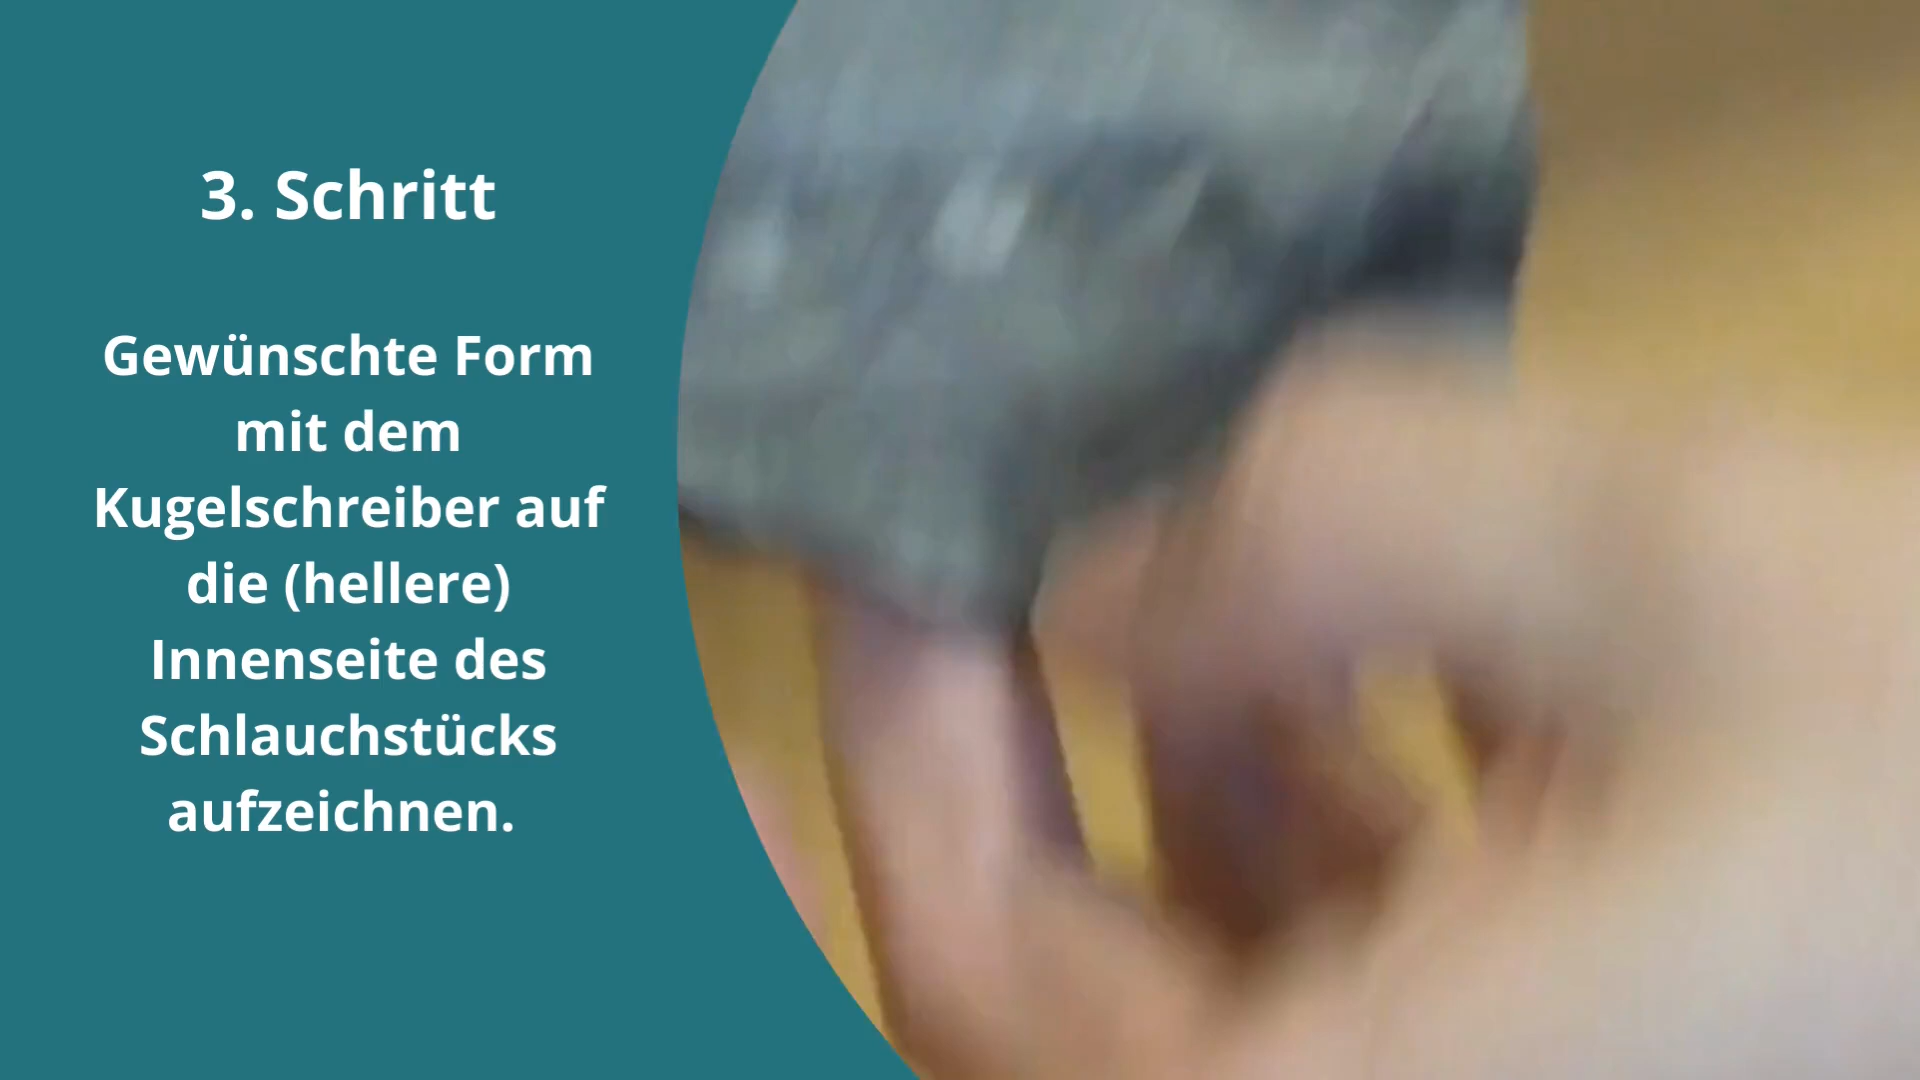 3. Schritt
Gewünschte Form
mit dem
Kugelschreiber auf
die (hellere)
Innenseite des
Schlauchstücks
aufzeichnen.